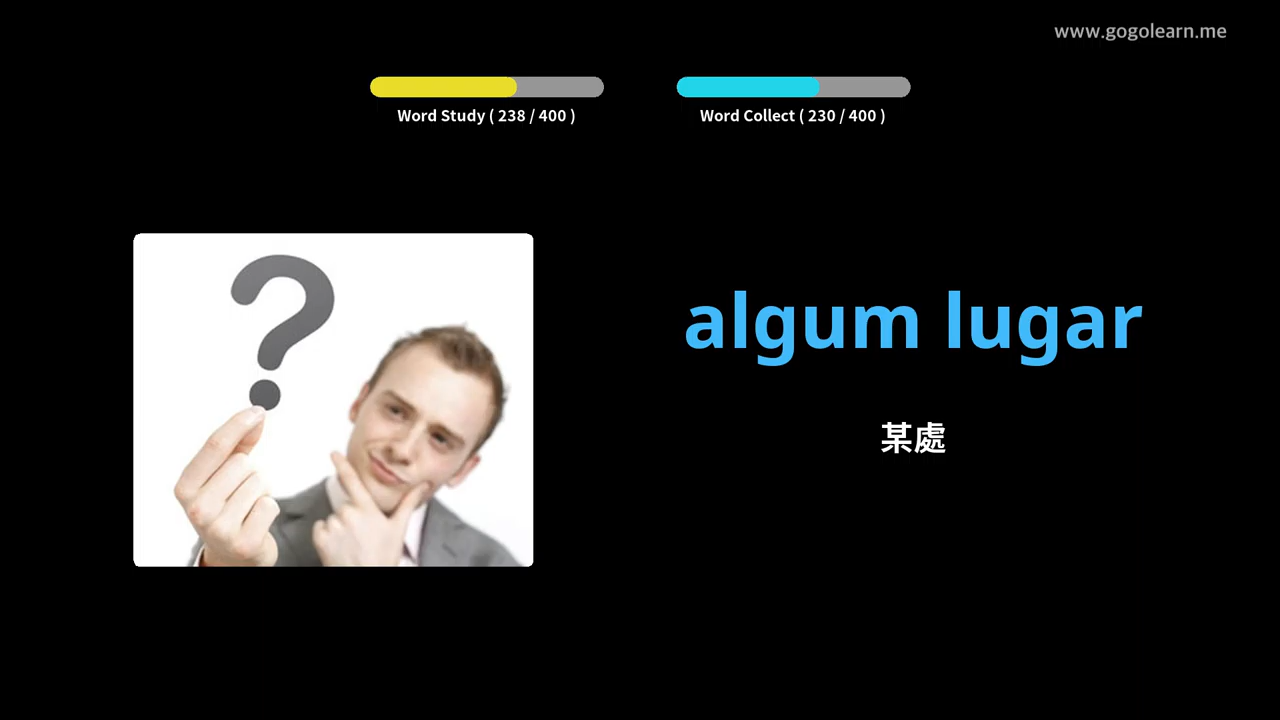 www.gogolearn.me
Word Study ( 238 / 400 )
Word Collect ( 230 / 400 )
?
algum lugar
某處